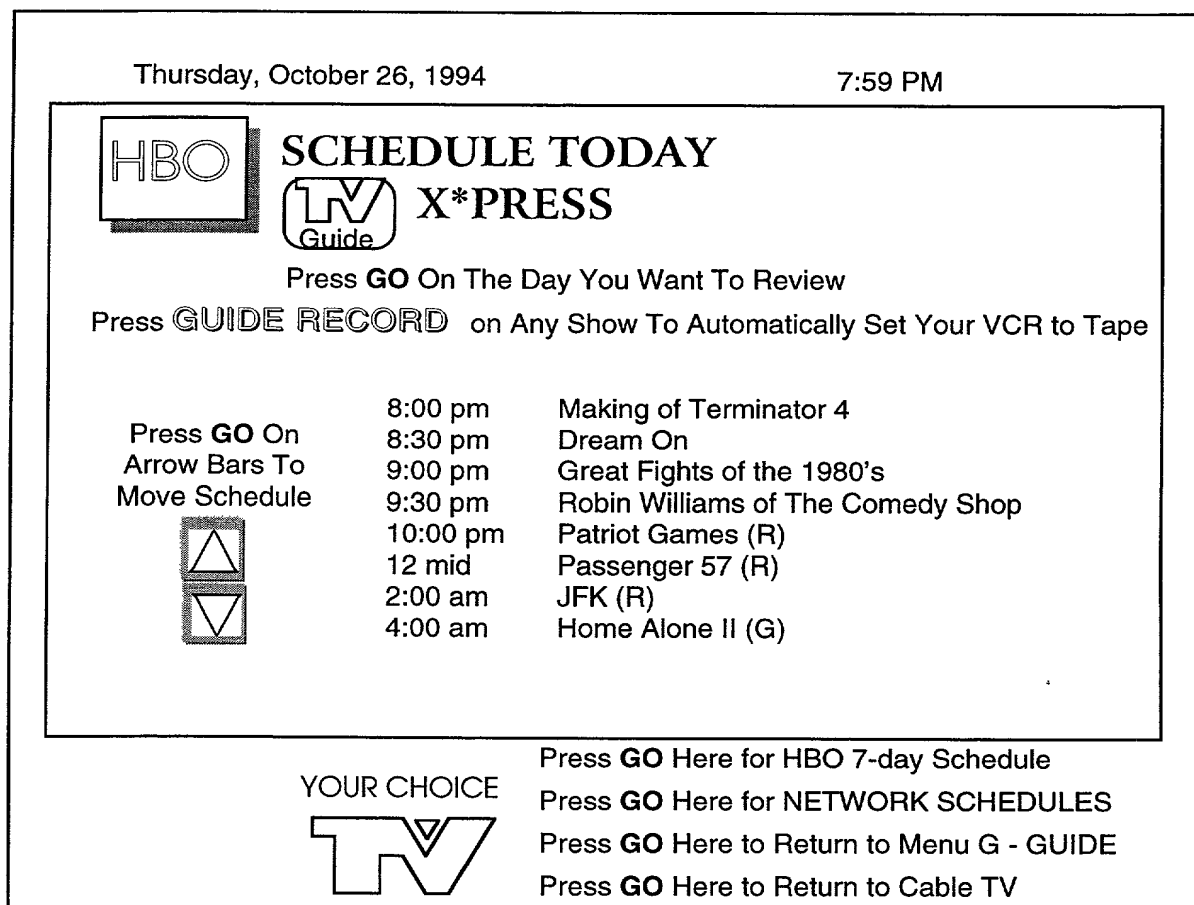 Thursday, October 26, 1994 7:59 PM
HBO
SCHEDULE TODAY
TV Guide X*PRESS
Press GO On The Day You Want To Review
Press GUIDE RECORD on Any Show To Automatically Set Your VCR to Tape
Press GO On
Arrow Bars To
Move Schedule
8:00 pm Making of Terminator 4
8:30 pm Dream On
9:00 pm Great Fights of the 1980's
9:30 pm Robin Williams of The Comedy Shop
10:00 pm Patriot Games (R)
12 mid Passenger 57 (R)
2:00 am JFK (R)
4:00 am Home Alone II (G)
YOUR CHOICE
TV
Press GO Here for HBO 7-day Schedule
Press GO Here for NETWORK SCHEDULES
Press GO Here to Return to Menu G - GUIDE
Press GO Here to Return to Cable TV